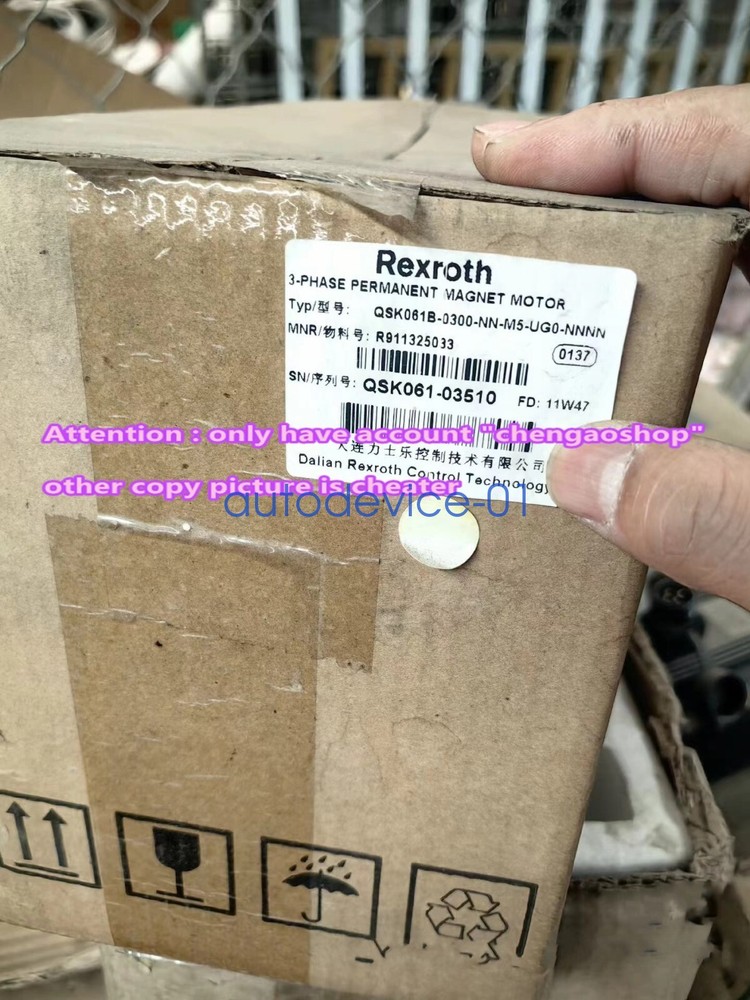 Rexroth
3-PHASE PERMANENT MAGNET MOTOR
Typ/型号: QSK061B-0300-NN-M5-UG0-NNNN
MNR/物料号: R911325033
0137
SN/序列号: QSK061-03510 FD: 11W47
Attention : only have account "chengaoshop"
大连力士乐控制技术有限公司
Dalian Rexroth Control Technology
other copy picture is cheater
autodevice-01